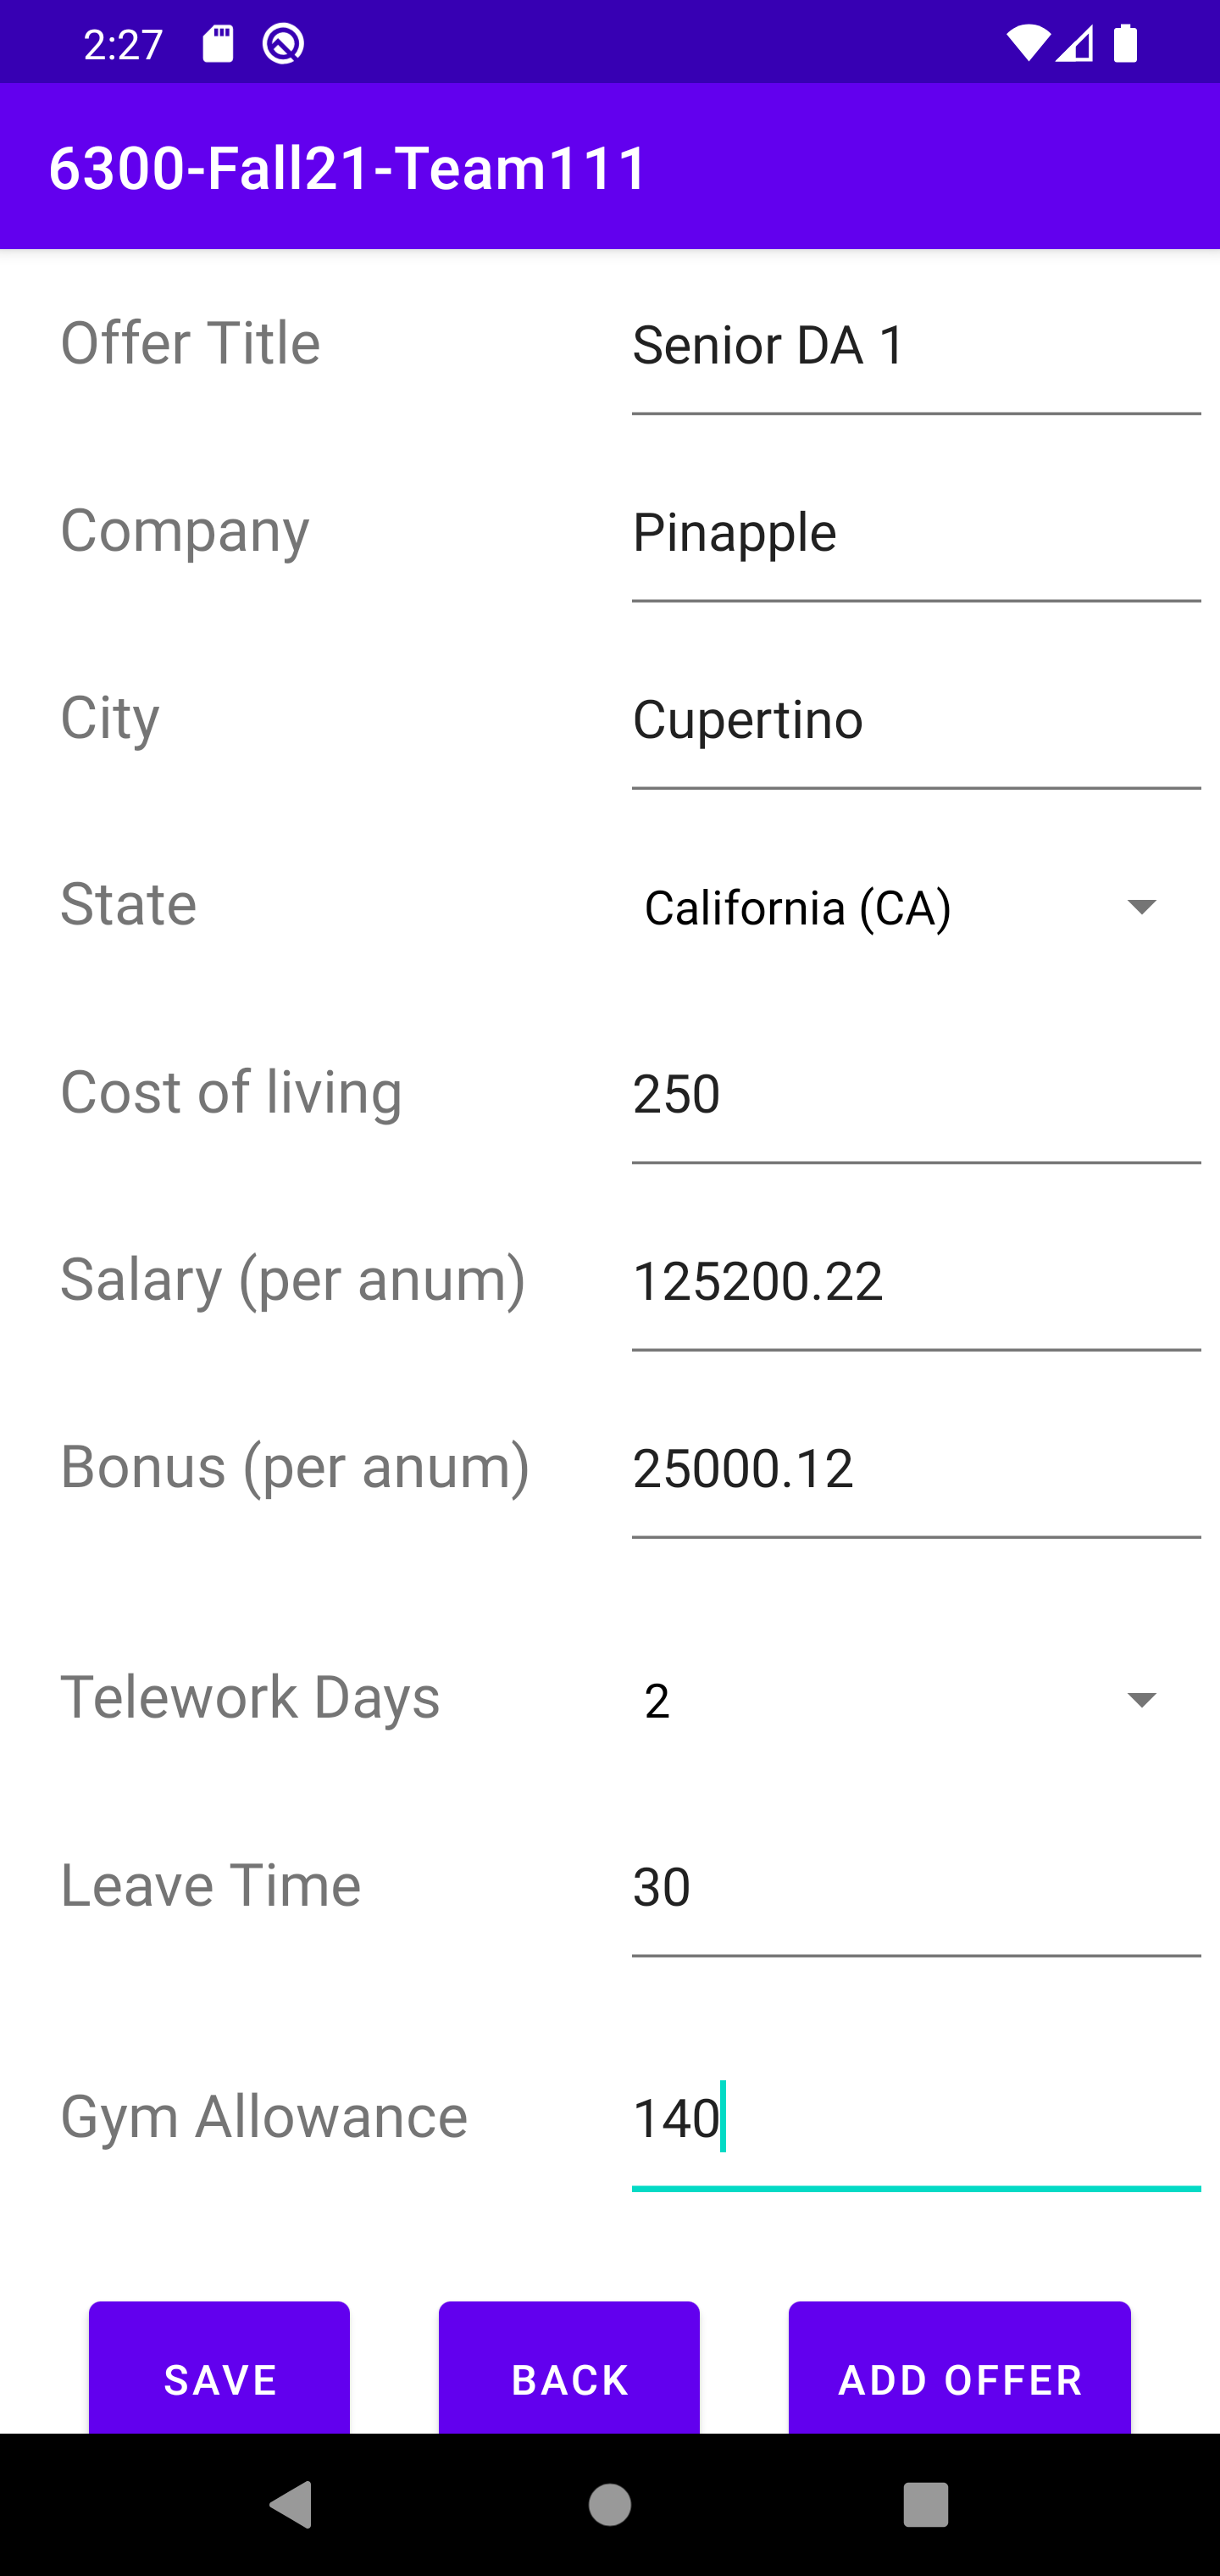 2:27
6300-Fall21-Team111
Offer Title Senior DA 1
Company Pinapple
City Cupertino
State California (CA)
Cost of living 250
Salary (per anum) 125200.22
Bonus (per anum) 25000.12
Telework Days 2
Leave Time 30
Gym Allowance 140
SAVE BACK ADD OFFER